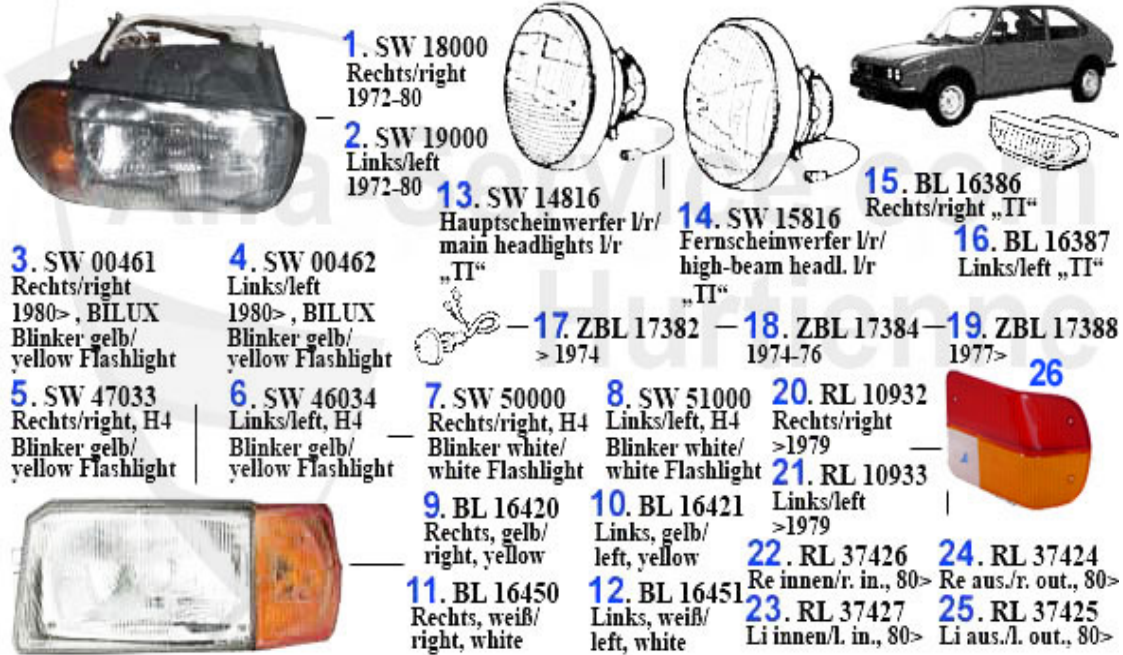 1. SW 18000
Rechts/right
1972-80
2. SW 19000
Links/left
1972-80
13. SW 14816
Hauptscheinwerfer l/r/
main headlights l/r
„TI“
14. SW 15816
Fernscheinwerfer l/r/
high-beam headl. l/r
„TI“
15. BL 16386
Rechts/right „TI“
16. BL 16387
Links/left „TI“
3. SW 00461
Rechts/right
1980> , BILUX
Blinker gelb/
yellow Flashlight
4. SW 00462
Links/left
1980> , BILUX
Blinker gelb/
yellow Flashlight
17. ZBL 17382
> 1974
18. ZBL 17384
1974-76
19. ZBL 17388
1977>
5. SW 47033
Rechts/right, H4
Blinker gelb/
yellow Flashlight
6. SW 46034
Links/left, H4
Blinker gelb/
yellow Flashlight
7. SW 50000
Rechts/right, H4
Blinker white/
white Flashlight
8. SW 51000
Links/left, H4
Blinker white/
white Flashlight
20. RL 10932
Rechts/right
>1979
21. RL 10933
Links/left
>1979
26
9. BL 16420
Rechts, gelb/
right, yellow
10. BL 16421
Links, gelb/
left, yellow
11. BL 16450
Rechts, weiß/
right, white
12. BL 16451
Links, weiß/
left, white
22. RL 37426
Re innen/r. in., 80>
23. RL 37427
Li innen/l. in., 80>
24. RL 37424
Re aus./r. out., 80>
25. RL 37425
Li aus./l. out., 80>
Alfa-Service.com
Hurtienne